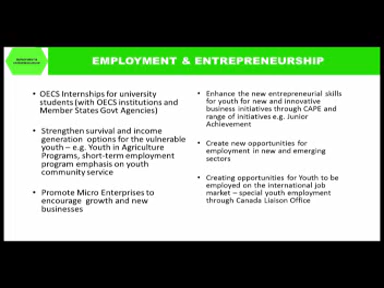 EMPLOYMENT & ENTREPRENEURSHIP
• OECS Internships for university
students (with OECS institutions and
Member States Govt Agencies)
• Strengthen survival and income
generation options for the vulnerable
youth – e.g. Youth in Agriculture
Programs, short-term employment
program emphasis on youth
community service
• Promote Micro Enterprises to
encourage growth and new
businesses
• Enhance the new entrepreneurial skills
for youth for new and innovative
business initiatives through CAPE and
range of initiatives e.g. Junior
Achievement
• Create new opportunities for
employment in new and emerging
sectors
• Creating opportunities for Youth to be
employed on the international job
market – special youth employment
through Canada Liaison Office